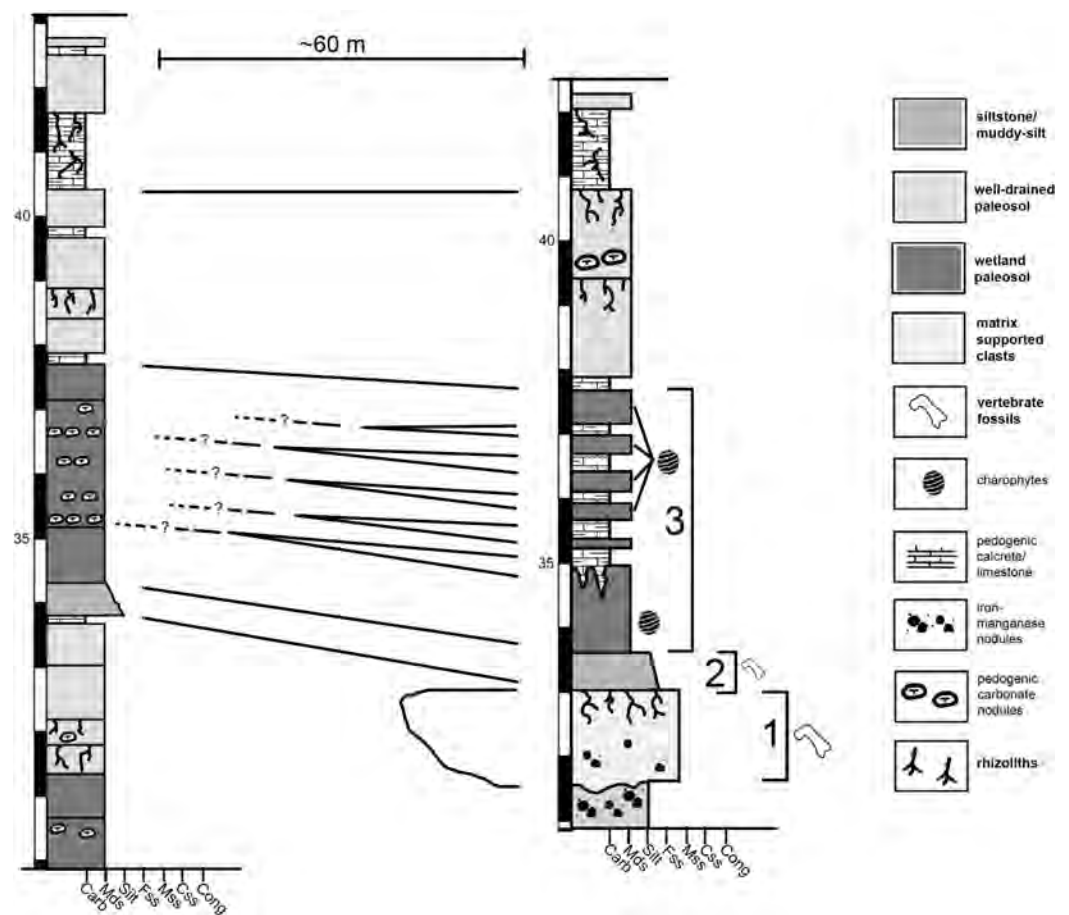 ~60 m
40
35
Carb
Mds
Silt
Fss
Mss
Css
Cong
?
?
?
?
?
40
35
3
2
1
Carb
Mds
Silt
Fss
Mss
Css
Cong
siltstone/
muddy-silt
well-drained
paleosol
wetland
paleosol
matrix
supported
clasts
vertebrate
fossils
charophytes
pedogenic
calcrete/
limestone
iron-
manganase
nodules
pedogenic
carbonate
nodules
rhizoliths